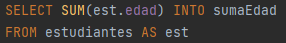 SELECT SUM(est.edad) INTO sumaEdad
FROM estudiantes AS est